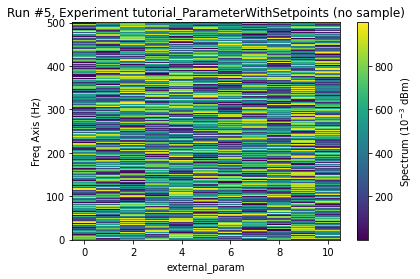 Run #5, Experiment tutorial_ParameterWithSetpoints (no sample)
500
400
300
200
100
0
Freq Axis (Hz)
0 2 4 6 8 10
external_param
800
600
400
200
Spectrum (10⁻³ dBm)